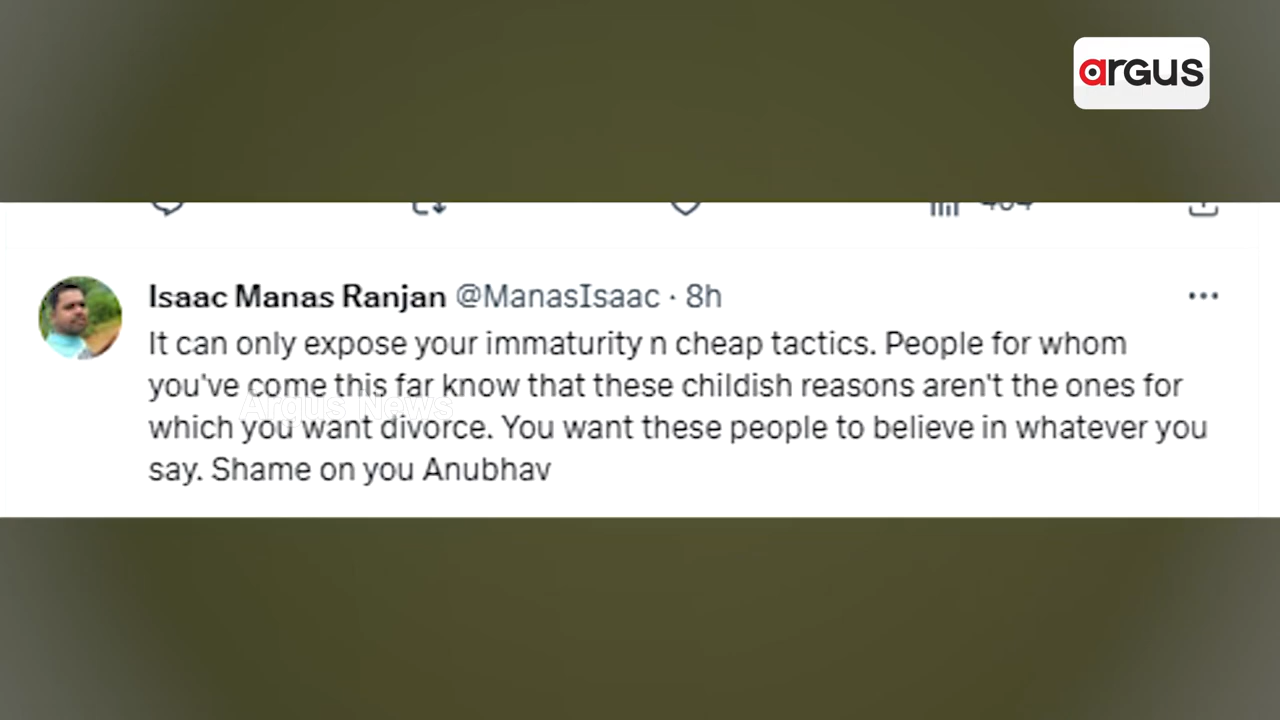 argus
Isaac Manas Ranjan @ManasIsaac · 8h
It can only expose your immaturity n cheap tactics. People for whom
you've come this far know that these childish reasons aren't the ones for
which you want divorce. You want these people to believe in whatever you
say. Shame on you Anubhav
Argus News